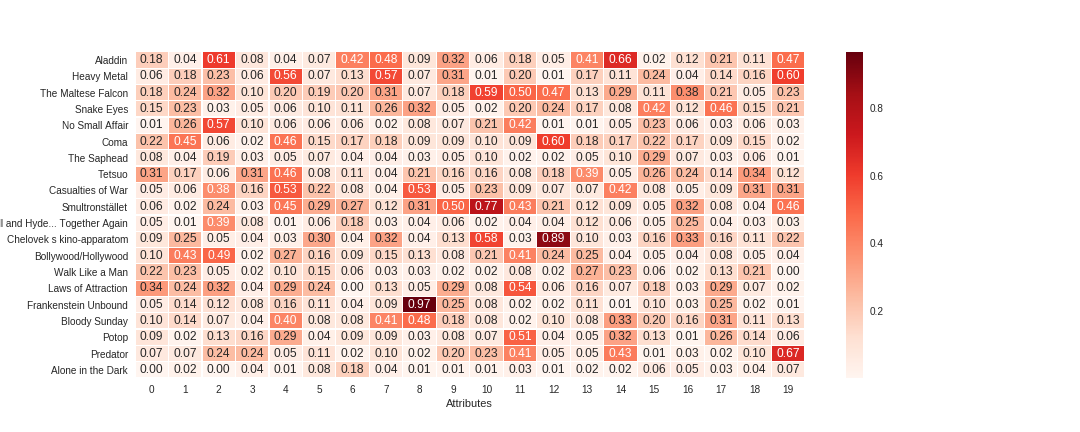 Aladdin 0.18 0.04 0.61 0.08 0.04 0.07 0.42 0.48 0.09 0.32 0.06 0.18 0.05 0.41 0.66 0.02 0.12 0.21 0.11 0.47
Heavy Metal 0.06 0.18 0.23 0.06 0.56 0.07 0.13 0.57 0.07 0.31 0.01 0.20 0.01 0.17 0.11 0.24 0.04 0.14 0.16 0.60
The Maltese Falcon 0.18 0.24 0.32 0.10 0.20 0.19 0.20 0.31 0.07 0.18 0.59 0.50 0.47 0.13 0.29 0.11 0.38 0.21 0.05 0.23
Snake Eyes 0.15 0.23 0.03 0.05 0.06 0.10 0.11 0.26 0.32 0.05 0.02 0.20 0.24 0.17 0.08 0.42 0.12 0.46 0.15 0.21
No Small Affair 0.01 0.26 0.57 0.10 0.06 0.06 0.06 0.02 0.08 0.07 0.21 0.42 0.01 0.01 0.05 0.23 0.06 0.03 0.06 0.03
Coma 0.22 0.45 0.06 0.02 0.46 0.15 0.17 0.18 0.09 0.09 0.10 0.09 0.60 0.18 0.17 0.22 0.17 0.09 0.15 0.02
The Saphead 0.08 0.04 0.19 0.03 0.05 0.07 0.04 0.04 0.03 0.05 0.10 0.02 0.02 0.05 0.10 0.29 0.07 0.03 0.06 0.01
Tetsuo 0.31 0.17 0.06 0.31 0.46 0.08 0.11 0.04 0.21 0.16 0.16 0.08 0.18 0.39 0.05 0.26 0.24 0.14 0.34 0.12
Casualties of War 0.05 0.06 0.38 0.16 0.53 0.22 0.08 0.04 0.53 0.05 0.23 0.09 0.07 0.07 0.42 0.08 0.05 0.09 0.31 0.31
Smultronstället 0.06 0.02 0.24 0.03 0.45 0.29 0.27 0.12 0.31 0.50 0.77 0.43 0.21 0.12 0.09 0.05 0.32 0.08 0.04 0.46
ll and Hyde... Together Again 0.05 0.01 0.39 0.08 0.01 0.06 0.18 0.03 0.04 0.06 0.02 0.04 0.04 0.12 0.06 0.05 0.25 0.04 0.03 0.03
Chelovek s kino-apparatom 0.09 0.25 0.05 0.04 0.03 0.30 0.04 0.32 0.04 0.13 0.58 0.03 0.89 0.10 0.03 0.16 0.33 0.16 0.11 0.22
Bollywood/Hollywood 0.10 0.43 0.49 0.02 0.27 0.16 0.09 0.15 0.13 0.08 0.21 0.41 0.24 0.25 0.04 0.05 0.04 0.08 0.05 0.04
Walk Like a Man 0.22 0.23 0.05 0.02 0.10 0.15 0.06 0.03 0.03 0.02 0.02 0.08 0.02 0.27 0.23 0.06 0.02 0.13 0.21 0.00
Laws of Attraction 0.34 0.24 0.32 0.04 0.29 0.24 0.00 0.13 0.05 0.29 0.08 0.54 0.06 0.16 0.07 0.18 0.03 0.29 0.07 0.02
Frankenstein Unbound 0.05 0.14 0.12 0.08 0.16 0.11 0.04 0.09 0.97 0.25 0.08 0.02 0.02 0.11 0.01 0.10 0.03 0.25 0.02 0.01
Bloody Sunday 0.10 0.14 0.07 0.04 0.40 0.08 0.08 0.41 0.48 0.18 0.08 0.02 0.10 0.08 0.33 0.20 0.16 0.31 0.11 0.13
Potop 0.09 0.02 0.13 0.16 0.29 0.04 0.09 0.09 0.03 0.08 0.07 0.51 0.04 0.05 0.32 0.13 0.01 0.26 0.14 0.06
Predator 0.07 0.07 0.24 0.24 0.05 0.11 0.02 0.10 0.02 0.20 0.23 0.41 0.05 0.05 0.43 0.01 0.03 0.02 0.10 0.67
Alone in the Dark 0.00 0.02 0.00 0.04 0.01 0.08 0.18 0.04 0.01 0.01 0.01 0.03 0.01 0.02 0.02 0.06 0.05 0.03 0.04 0.07
0 1 2 3 4 5 6 7 8 9 10 11 12 13 14 15 16 17 18 19
Attributes
0.8
0.6
0.4
0.2